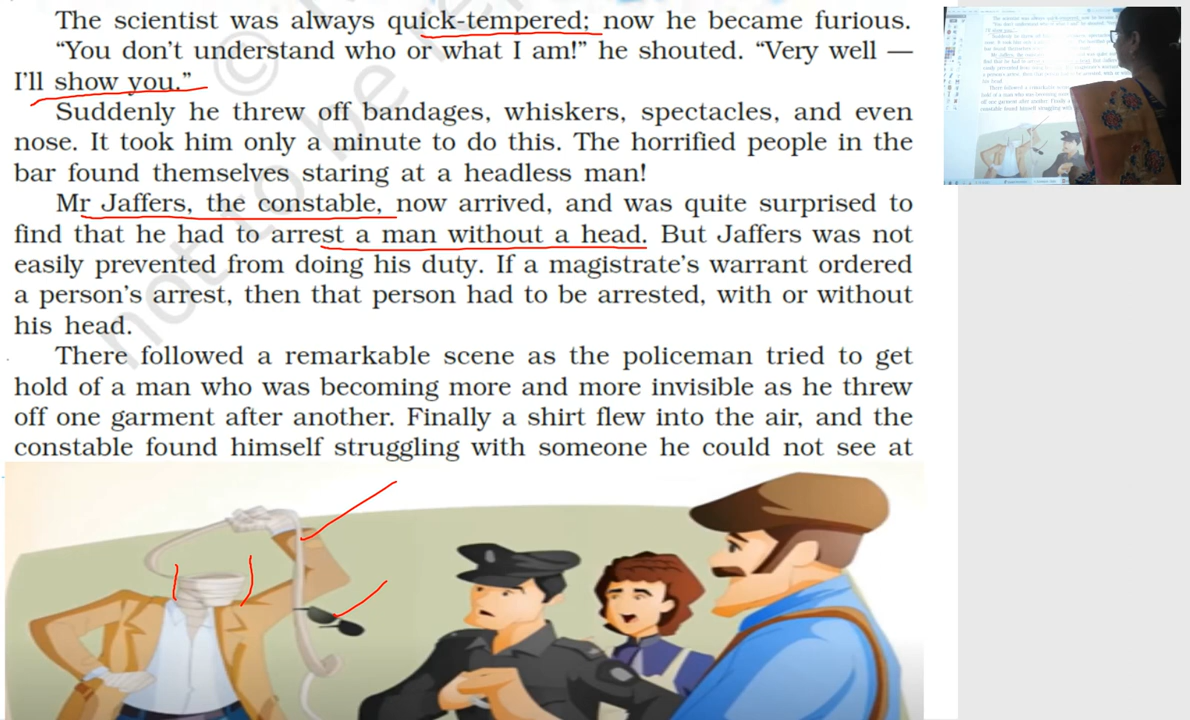 The scientist was always quick-tempered; now he became furious.
“You don’t understand who or what I am!” he shouted. “Very well —
I’ll show you.”
Suddenly he threw off bandages, whiskers, spectacles, and even
nose. It took him only a minute to do this. The horrified people in the
bar found themselves staring at a headless man!
Mr Jaffers, the constable, now arrived, and was quite surprised to
find that he had to arrest a man without a head. But Jaffers was not
easily prevented from doing his duty. If a magistrate’s warrant ordered
a person’s arrest, then that person had to be arrested, with or without
his head.
There followed a remarkable scene as the policeman tried to get
hold of a man who was becoming more and more invisible as he threw
off one garment after another. Finally a shirt flew into the air, and the
constable found himself struggling with someone he could not see at
© not to be re